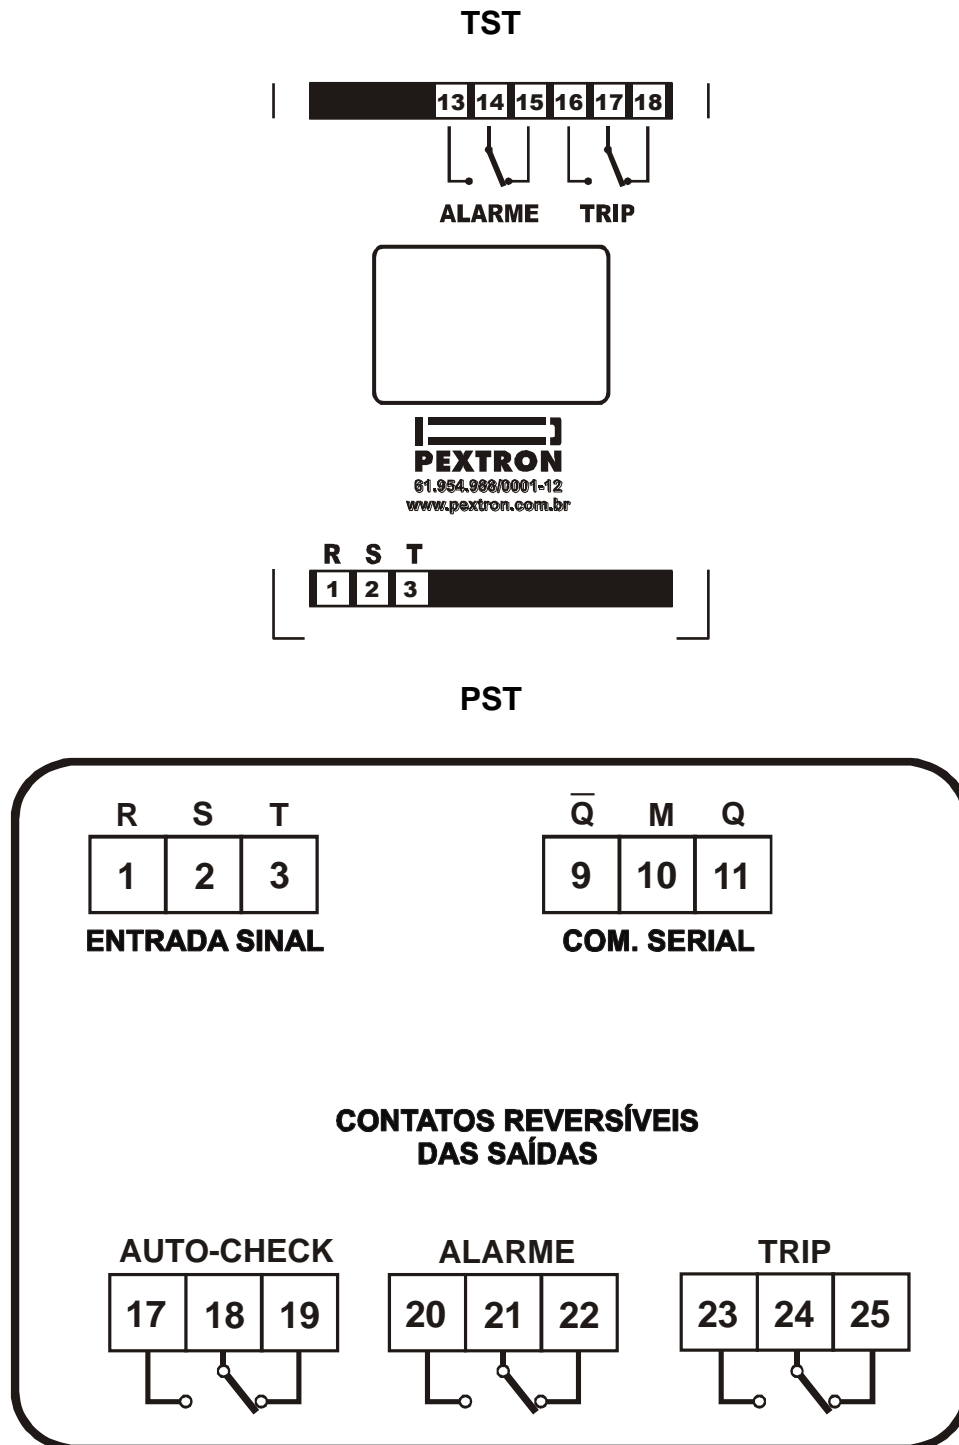 TST
13 14 15 16 17 18
ALARME TRIP
PEXTRON
61.954.988/0001-12
www.pextron.com.br
R S T
1 2 3
PST
R S T Q̅ M Q
1 2 3 9 10 11
ENTRADA SINAL COM. SERIAL
CONTATOS REVERSÍVEIS
DAS SAÍDAS
AUTO-CHECK ALARME TRIP
17 18 19 20 21 22 23 24 25